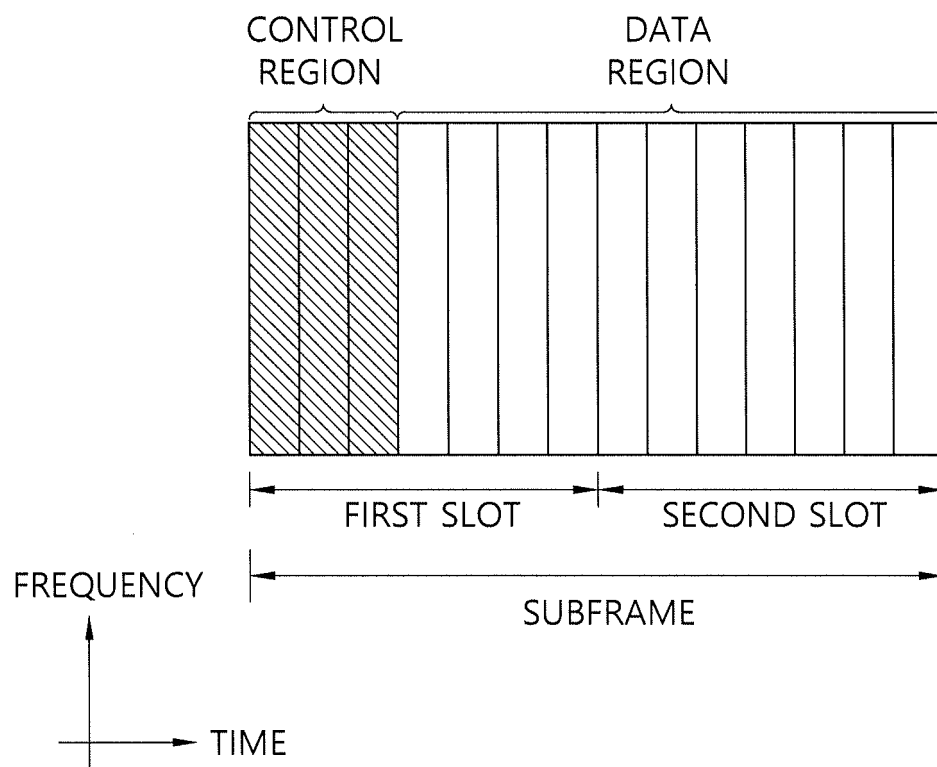 CONTROL
REGION
DATA
REGION
FIRST SLOT
SECOND SLOT
SUBFRAME
FREQUENCY
TIME